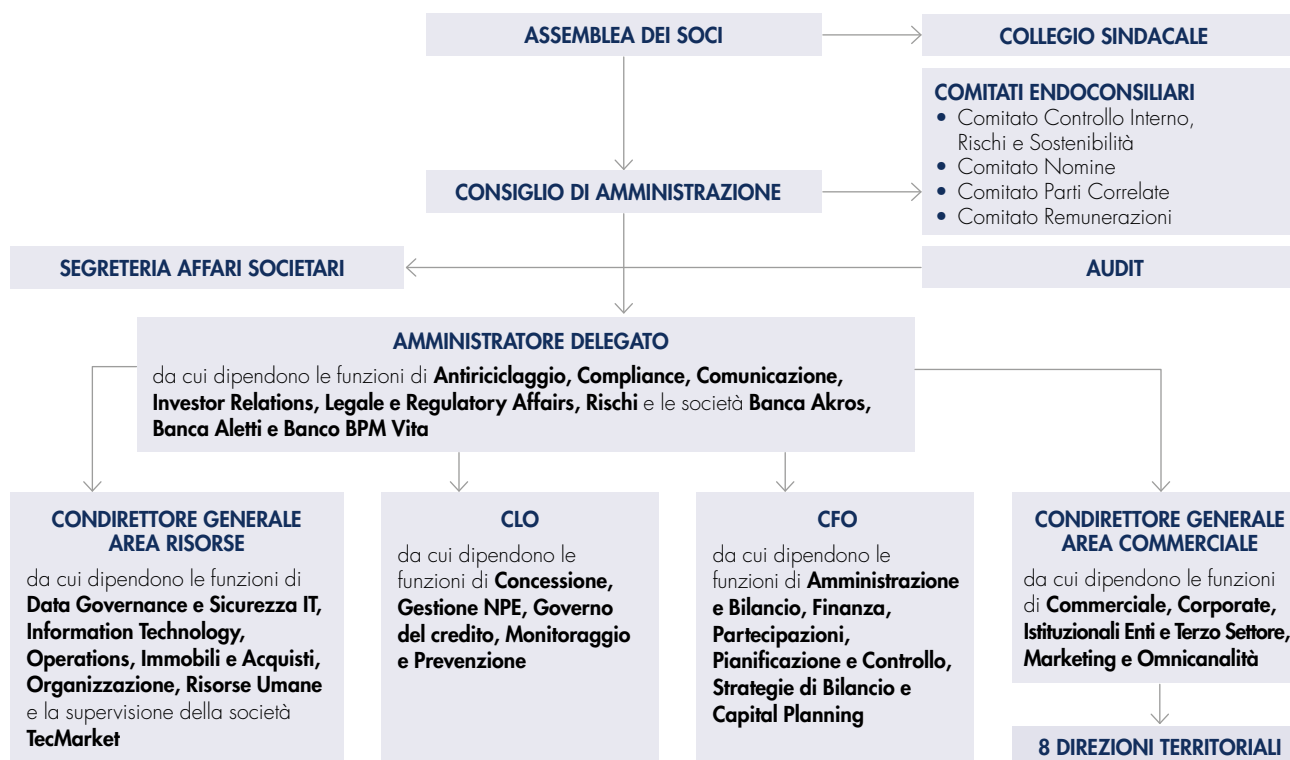 ASSEMBLEA DEI SOCI
COLLEGIO SINDACALE
COMITATI ENDOCONSILIARI
• Comitato Controllo Interno,
Rischi e Sostenibilità
• Comitato Nomine
• Comitato Parti Correlate
• Comitato Remunerazioni
CONSIGLIO DI AMMINISTRAZIONE
SEGRETERIA AFFARI SOCIETARI
AUDIT
AMMINISTRATORE DELEGATO
da cui dipendono le funzioni di Antiriciclaggio, Compliance, Comunicazione,
Investor Relations, Legale e Regulatory Affairs, Rischi e le società Banca Akros,
Banca Aletti e Banco BPM Vita
CONDIRETTORE GENERALE
AREA RISORSE
da cui dipendono le funzioni di
Data Governance e Sicurezza IT,
Information Technology,
Operations, Immobili e Acquisti,
Organizzazione, Risorse Umane
e la supervisione della società
TecMarket
CLO
da cui dipendono le
funzioni di Concessione,
Gestione NPE, Governo
del credito, Monitoraggio
e Prevenzione
CFO
da cui dipendono le
funzioni di Amministrazione
e Bilancio, Finanza,
Partecipazioni,
Pianificazione e Controllo,
Strategie di Bilancio e
Capital Planning
CONDIRETTORE GENERALE
AREA COMMERCIALE
da cui dipendono le funzioni
di Commerciale, Corporate,
Istituzionali Enti e Terzo Settore,
Marketing e Omnicanalità
8 DIREZIONI TERRITORIALI